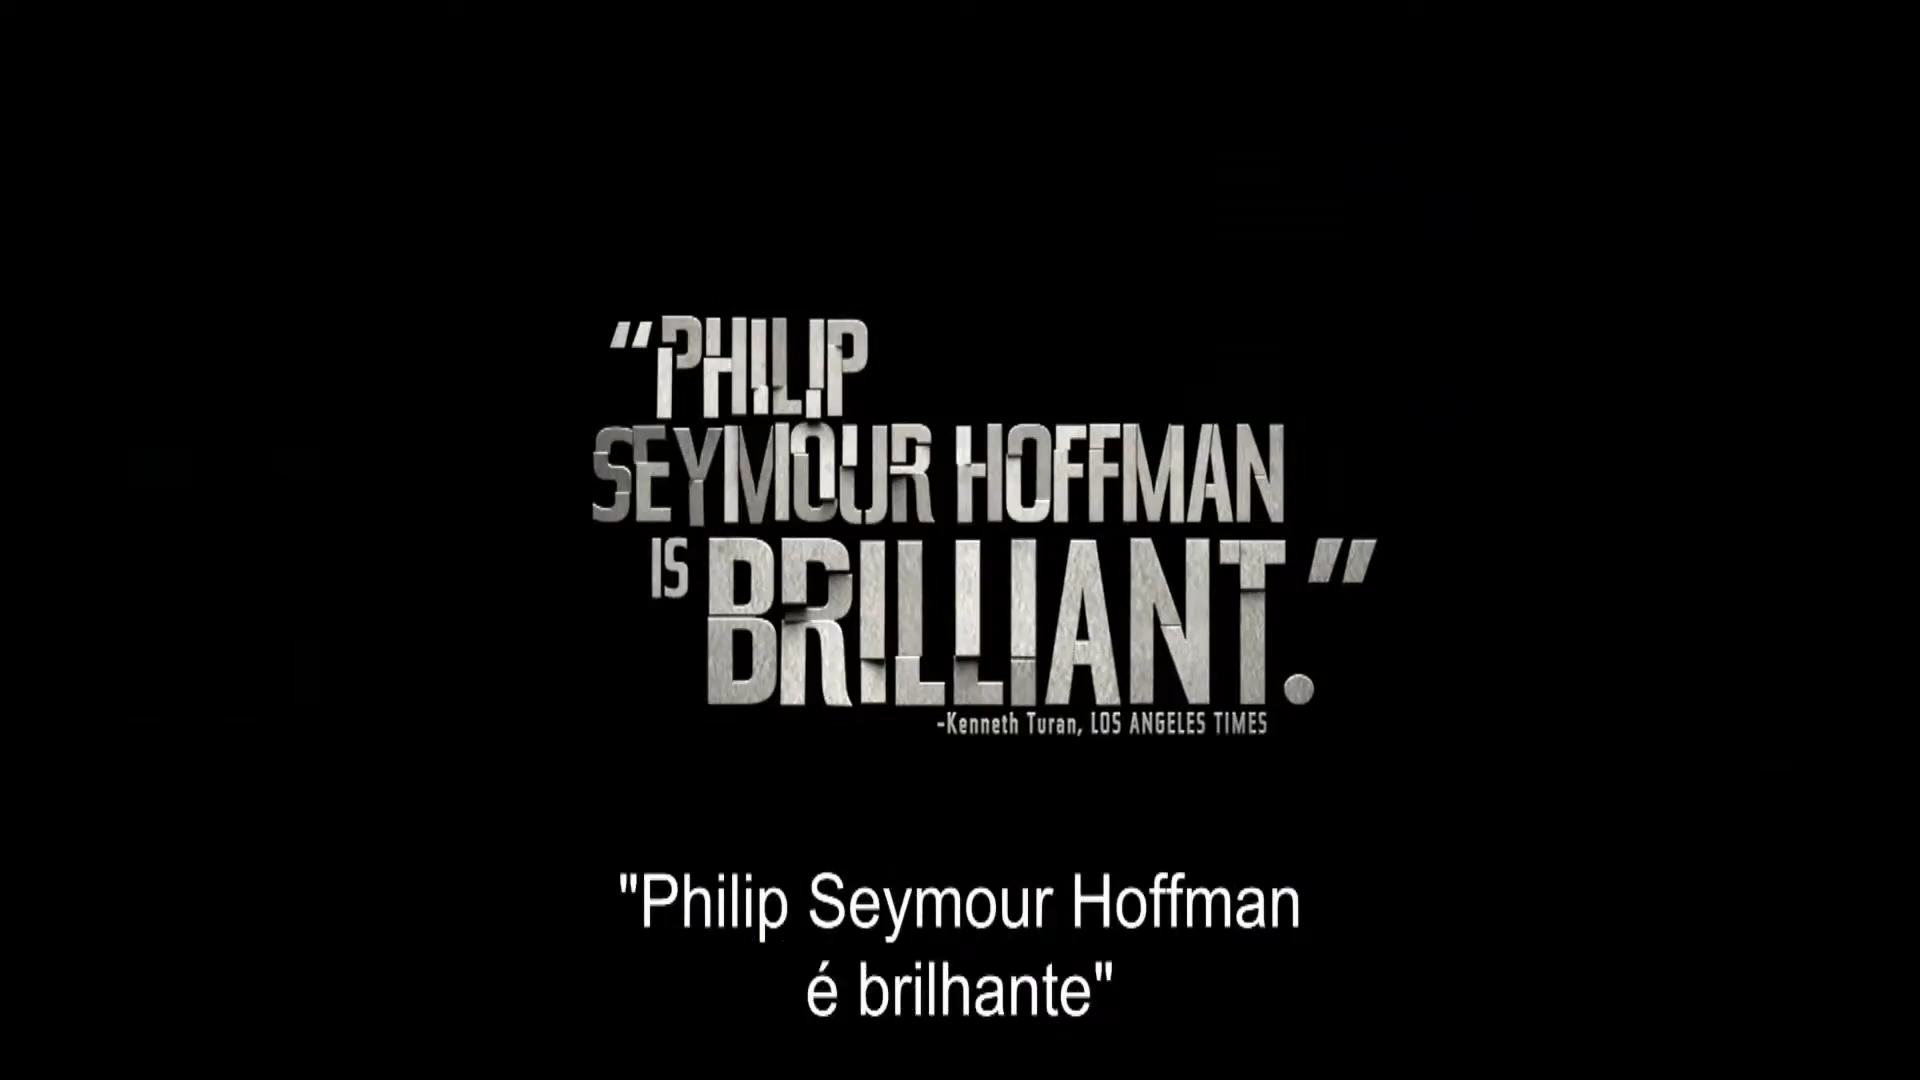 “PHILIP
SEYMOUR HOFFMAN
IS BRILLIANT.”
-Kenneth Turan, LOS ANGELES TIMES
"Philip Seymour Hoffman
é brilhante"